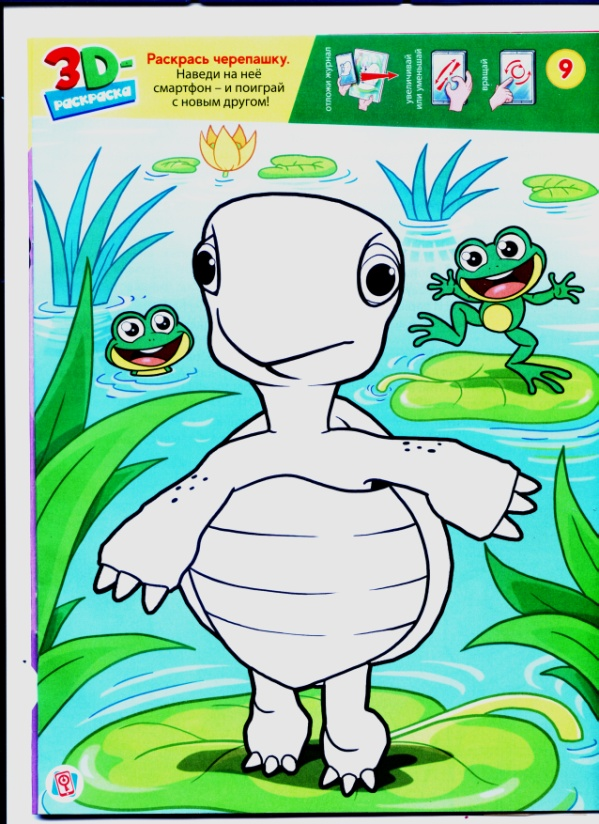 3D-
раскраска
Раскрась черепашку.
Наведи на неё
смартфон – и поиграй
с новым другом!
отложи журнал
увеличивай
или уменьшай
вращай
9